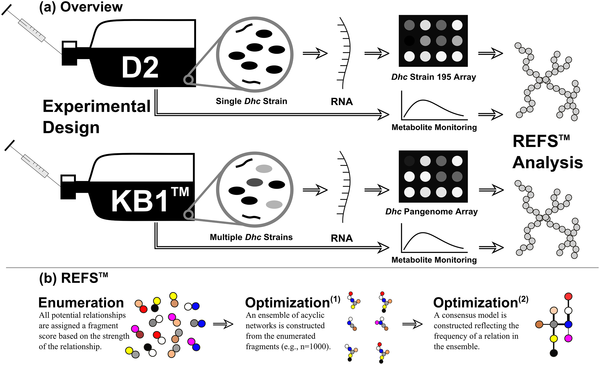 (a) Overview
D2
Experimental
Design
Single Dhc Strain
RNA
Dhc Strain 195 Array
Metabolite Monitoring
REFS™
Analysis
KB1™
Multiple Dhc Strains
RNA
Dhc Pangenome Array
Metabolite Monitoring
(b) REFS™
Enumeration
All potential relationships
are assigned a fragment
score based on the strength
of the relationship.
Optimization(1)
An ensemble of acyclic
networks is constructed
from the enumerated
fragments (e.g., n=1000).
Optimization(2)
A consensus model is
constructed reflecting the
frequency of a relation in
the ensemble.